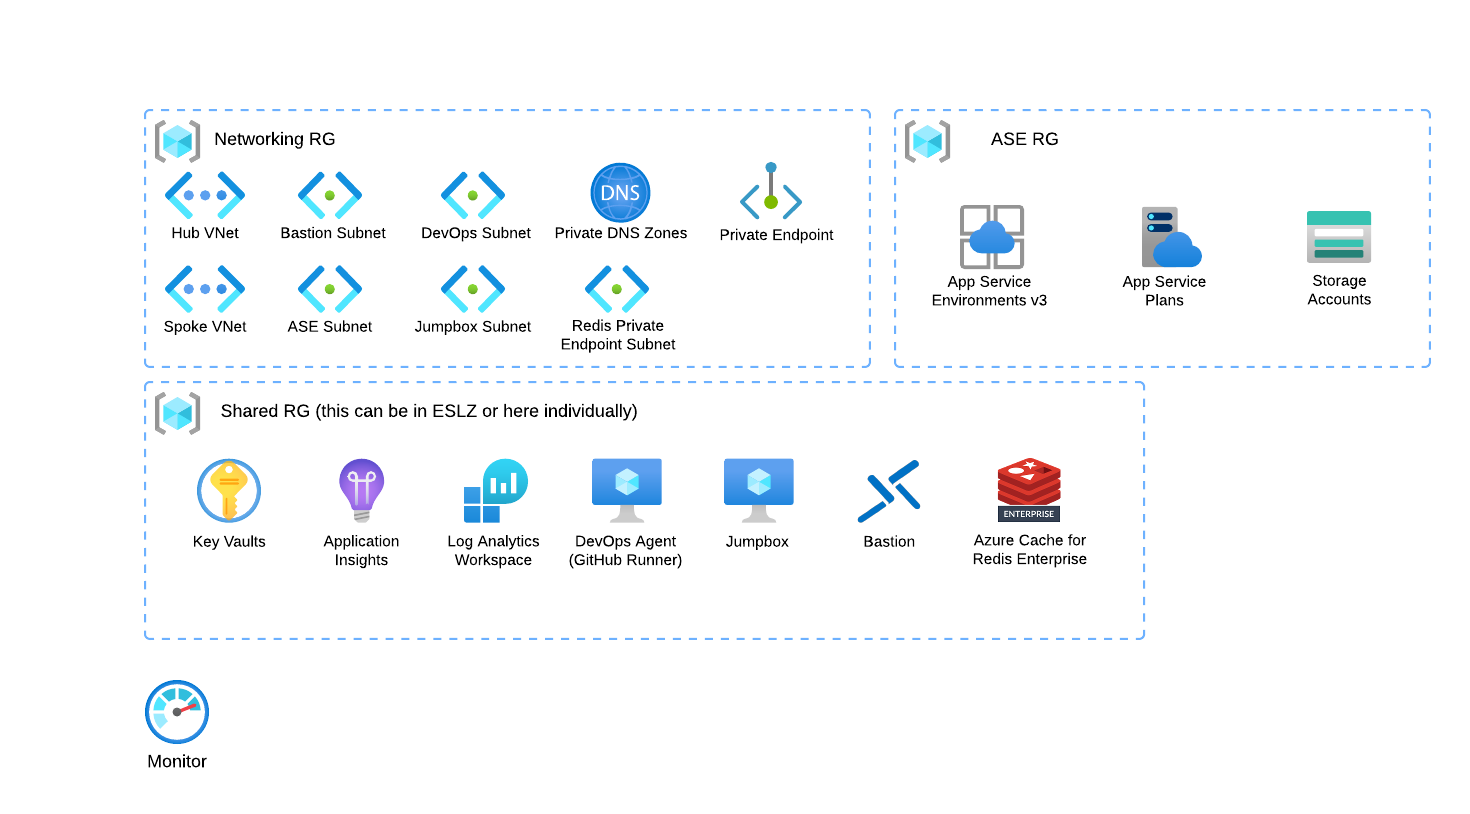 Networking RG
Hub VNet
Bastion Subnet
DevOps Subnet
DNS
Private DNS Zones
Private Endpoint
Spoke VNet
ASE Subnet
Jumpbox Subnet
Redis Private
Endpoint Subnet
ASE RG
App Service
Environments v3
App Service
Plans
Storage
Accounts
Shared RG (this can be in ESLZ or here individually)
Key Vaults
Application
Insights
Log Analytics
Workspace
DevOps Agent
(GitHub Runner)
Jumpbox
Bastion
ENTERPRISE
Azure Cache for
Redis Enterprise
Monitor